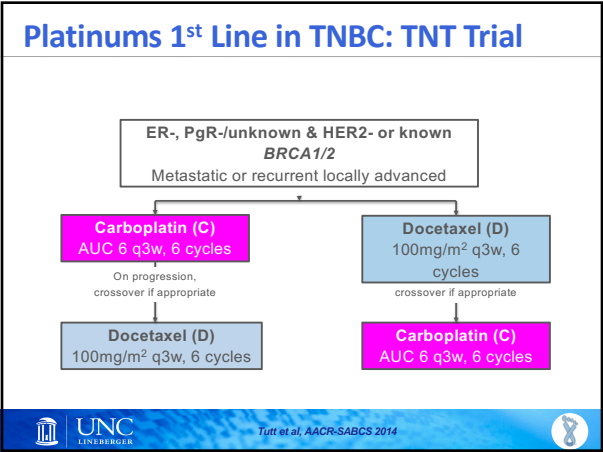 Platinums 1st Line in TNBC: TNT Trial
ER-, PgR-/unknown & HER2- or known
BRCA1/2
Metastatic or recurrent locally advanced
Carboplatin (C)
AUC 6 q3w, 6 cycles
Docetaxel (D)
100mg/m2 q3w, 6
cycles
On progression,
crossover if appropriate
crossover if appropriate
Docetaxel (D)
100mg/m2 q3w, 6 cycles
Carboplatin (C)
AUC 6 q3w, 6 cycles
UNC
LINEBERGER
Tutt et al, AACR-SABCS 2014